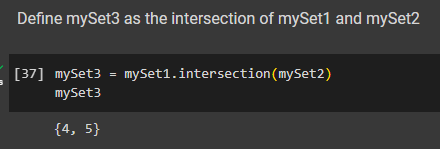 Define mySet3 as the intersection of mySet1 and mySet2
[37] mySet3 = mySet1.intersection(mySet2)
mySet3
{4, 5}